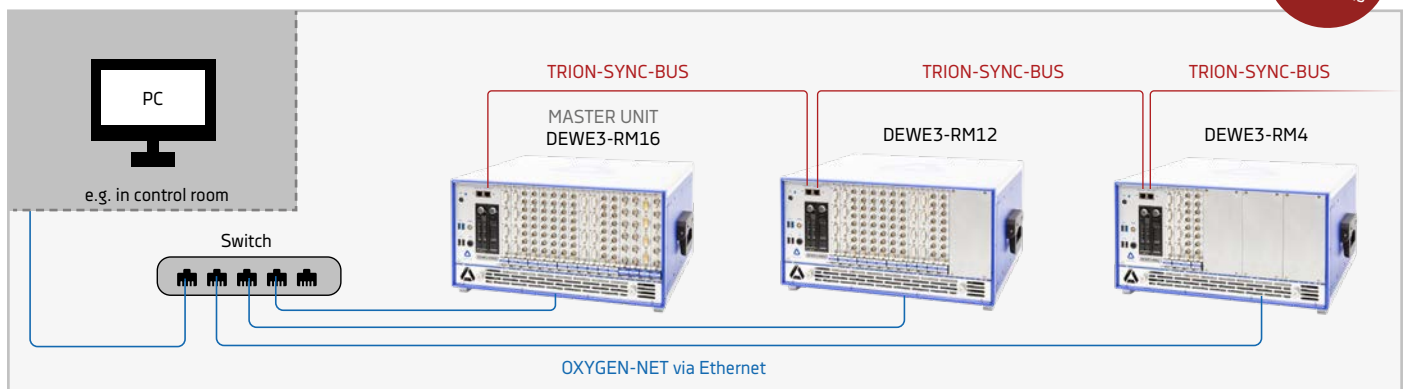 PC
e.g. in control room
Switch
TRION-SYNC-BUS
TRION-SYNC-BUS
TRION-SYNC-BUS
MASTER UNIT
DEWE3-RM16
DEWE3-RM12
DEWE3-RM4
OXYGEN-NET via Ethernet